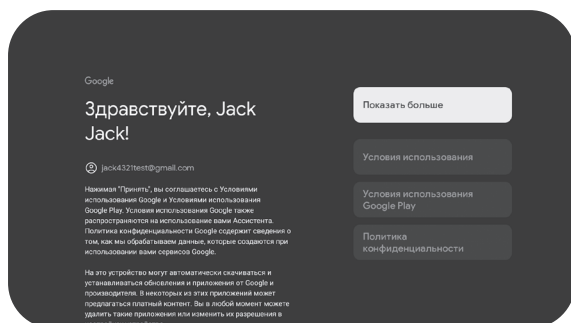 Google
Здравствуйте, Jack
Jack!
jack4321test@gmail.com
Нажимая "Принять", вы соглашаетесь с Условиями
использования Google и Условиями использования
Google Play. Условия использования Google также
распространяются на использование вами Ассистента.
Политика конфиденциальности Google содержит сведения о
том, как мы обрабатываем данные, которые создаются при
использовании вами сервисов Google.
На это устройство могут автоматически скачиваться и
устанавливаться обновления и приложения от Google и
производителя. В некоторых из этих приложений может
предлагаться платный контент. Вы в любой момент можете
удалить такие приложения или изменить их разрешения в
Показать больше
Условия использования
Условия использования
Google Play
Политика
конфиденциальности